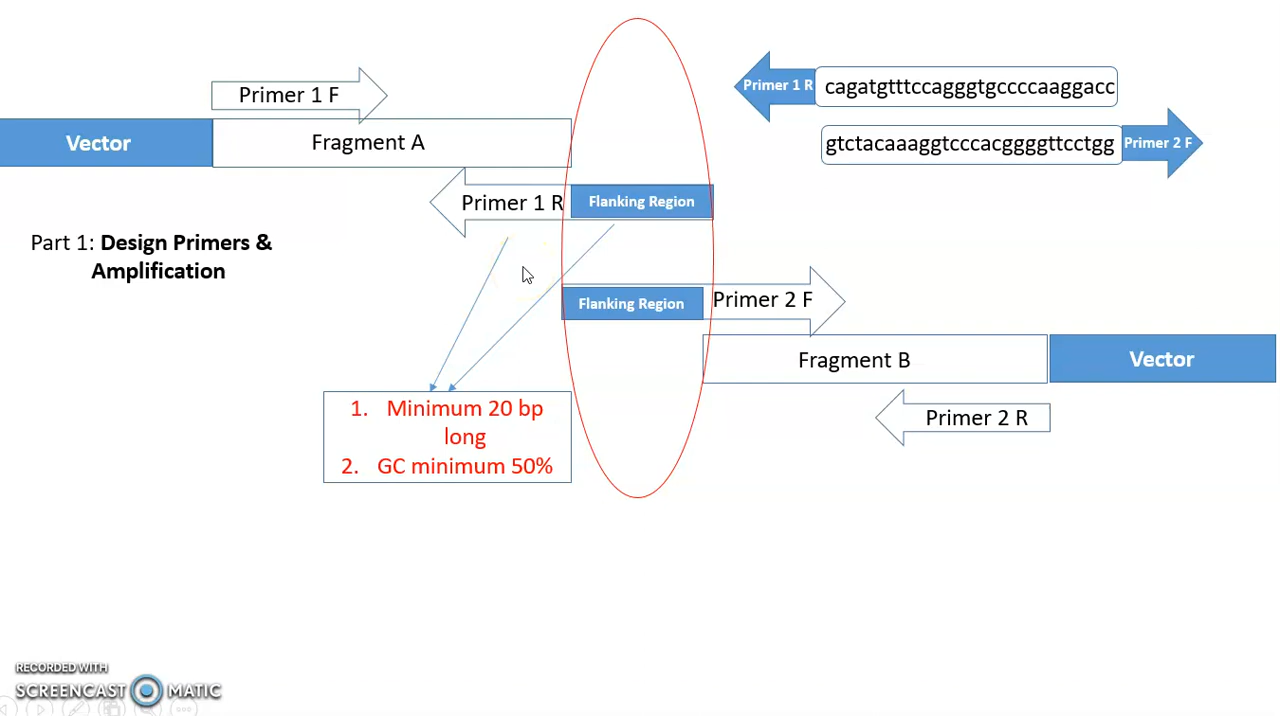 Primer 1 F
Primer 1 R
cagatgtttccagggtgccccaaggacc
Vector
Fragment A
gtctacaaaggtcccacggggttcctgg
Primer 2 F
Primer 1 R
Flanking Region
Part 1: Design Primers &
Amplification
Flanking Region
Primer 2 F
Fragment B
Vector
1. Minimum 20 bp
long
2. GC minimum 50%
Primer 2 R
RECORDED WITH
SCREENCAST MATIC